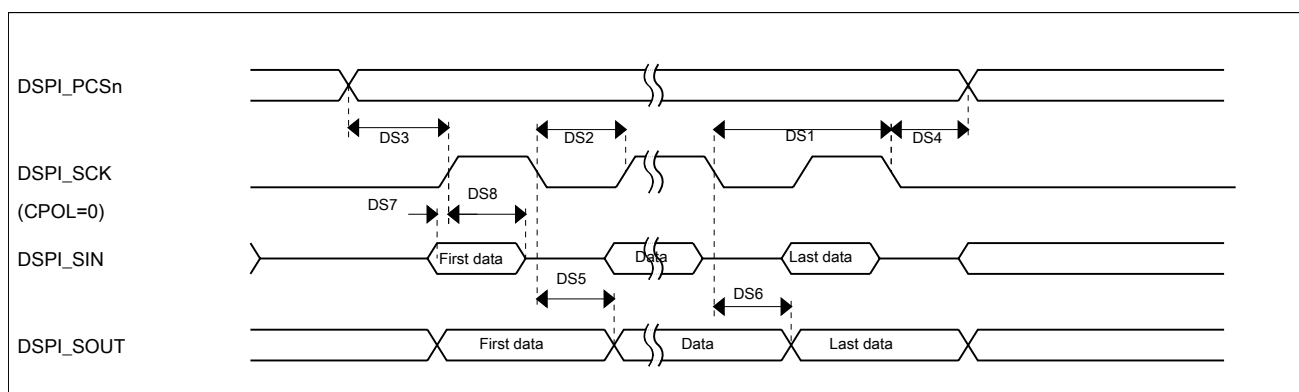 DSPI_PCSn
DS3
DS2
DS1
DS4
DSPI_SCK
(CPOL=0)
DS7
DS8
DSPI_SIN
First data
Data
Last data
DS5
DS6
DSPI_SOUT
First data
Data
Last data